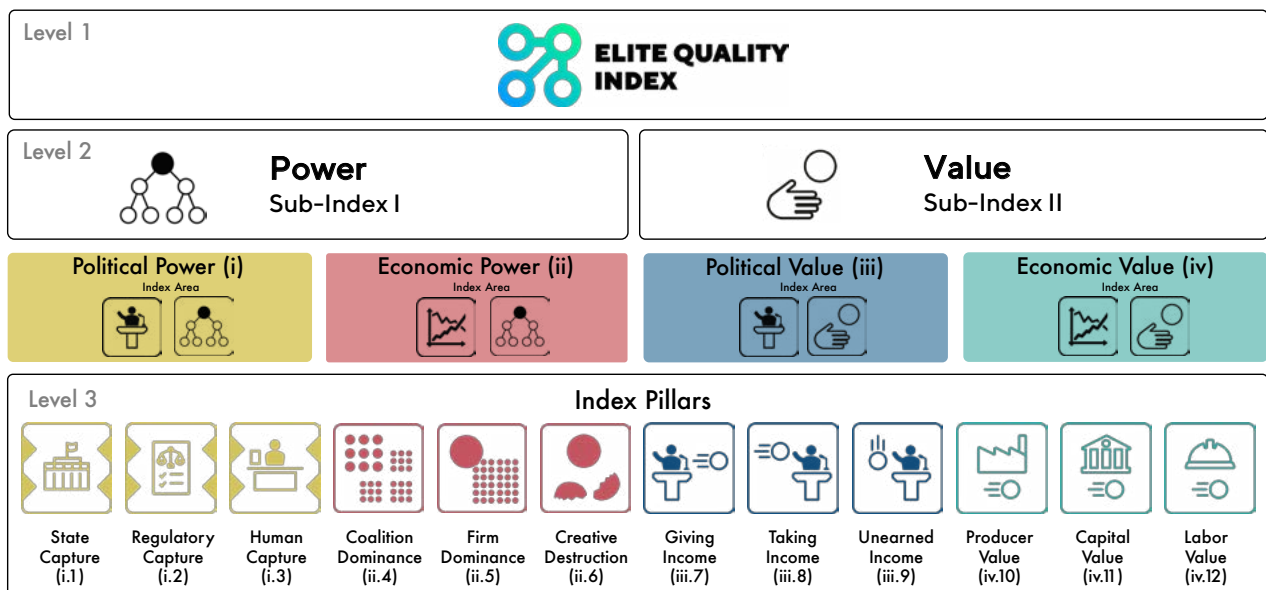 Level 1
ELITE QUALITY
INDEX
Level 2
Power
Sub-Index I
Value
Sub-Index II
Political Power (i)
Index Area
Economic Power (ii)
Index Area
Political Value (iii)
Index Area
Economic Value (iv)
Index Area
Level 3
Index Pillars
State
Capture
(i.1)
Regulatory
Capture
(i.2)
Human
Capture
(i.3)
Coalition
Dominance
(ii.4)
Firm
Dominance
(ii.5)
Creative
Destruction
(ii.6)
Giving
Income
(iii.7)
Taking
Income
(iii.8)
Unearned
Income
(iii.9)
Producer
Value
(iv.10)
Capital
Value
(iv.11)
Labor
Value
(iv.12)